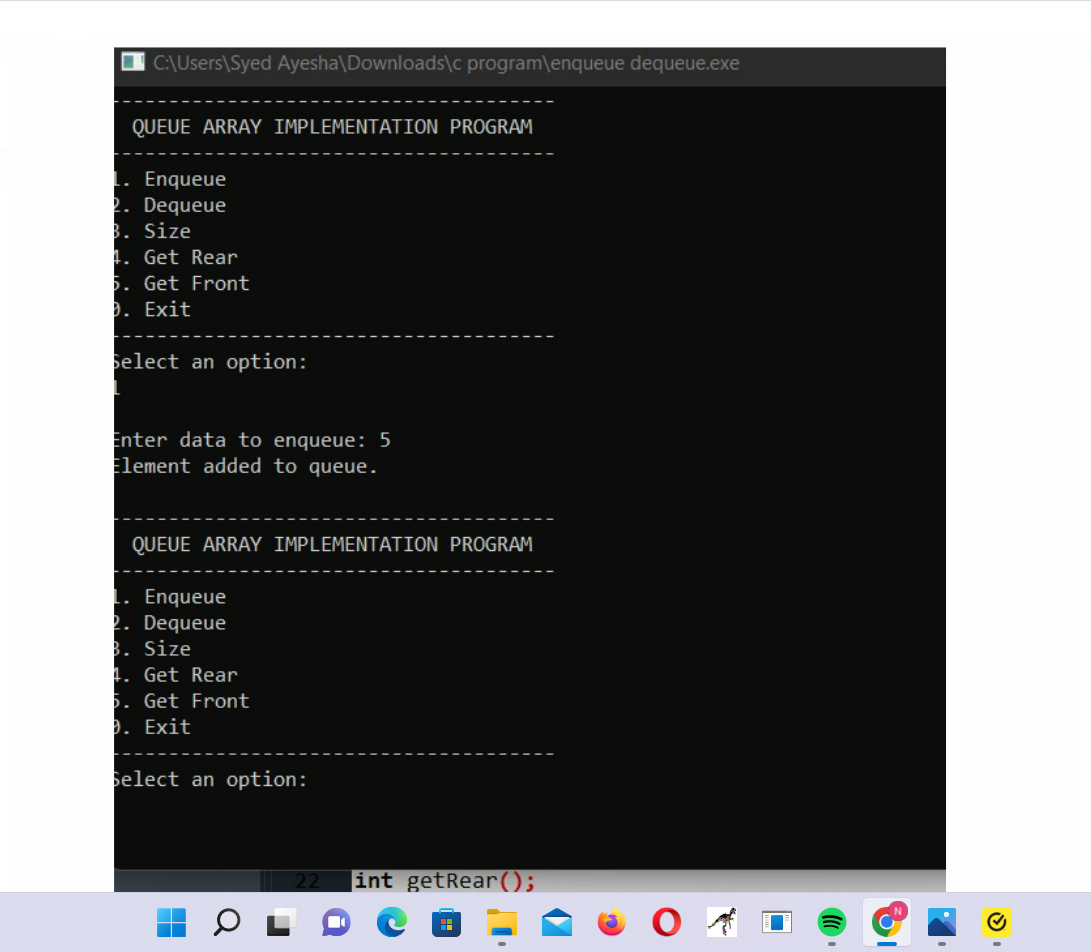 C:\Users\Syed Ayesha\Downloads\c program\enqueue dequeue.exe
---------------------------------------
QUEUE ARRAY IMPLEMENTATION PROGRAM
---------------------------------------
1. Enqueue
2. Dequeue
3. Size
4. Get Rear
5. Get Front
0. Exit
---------------------------------------
Select an option:
1
Enter data to enqueue: 5
Element added to queue.
---------------------------------------
QUEUE ARRAY IMPLEMENTATION PROGRAM
---------------------------------------
1. Enqueue
2. Dequeue
3. Size
4. Get Rear
5. Get Front
0. Exit
---------------------------------------
Select an option:
22 int getRear();
N